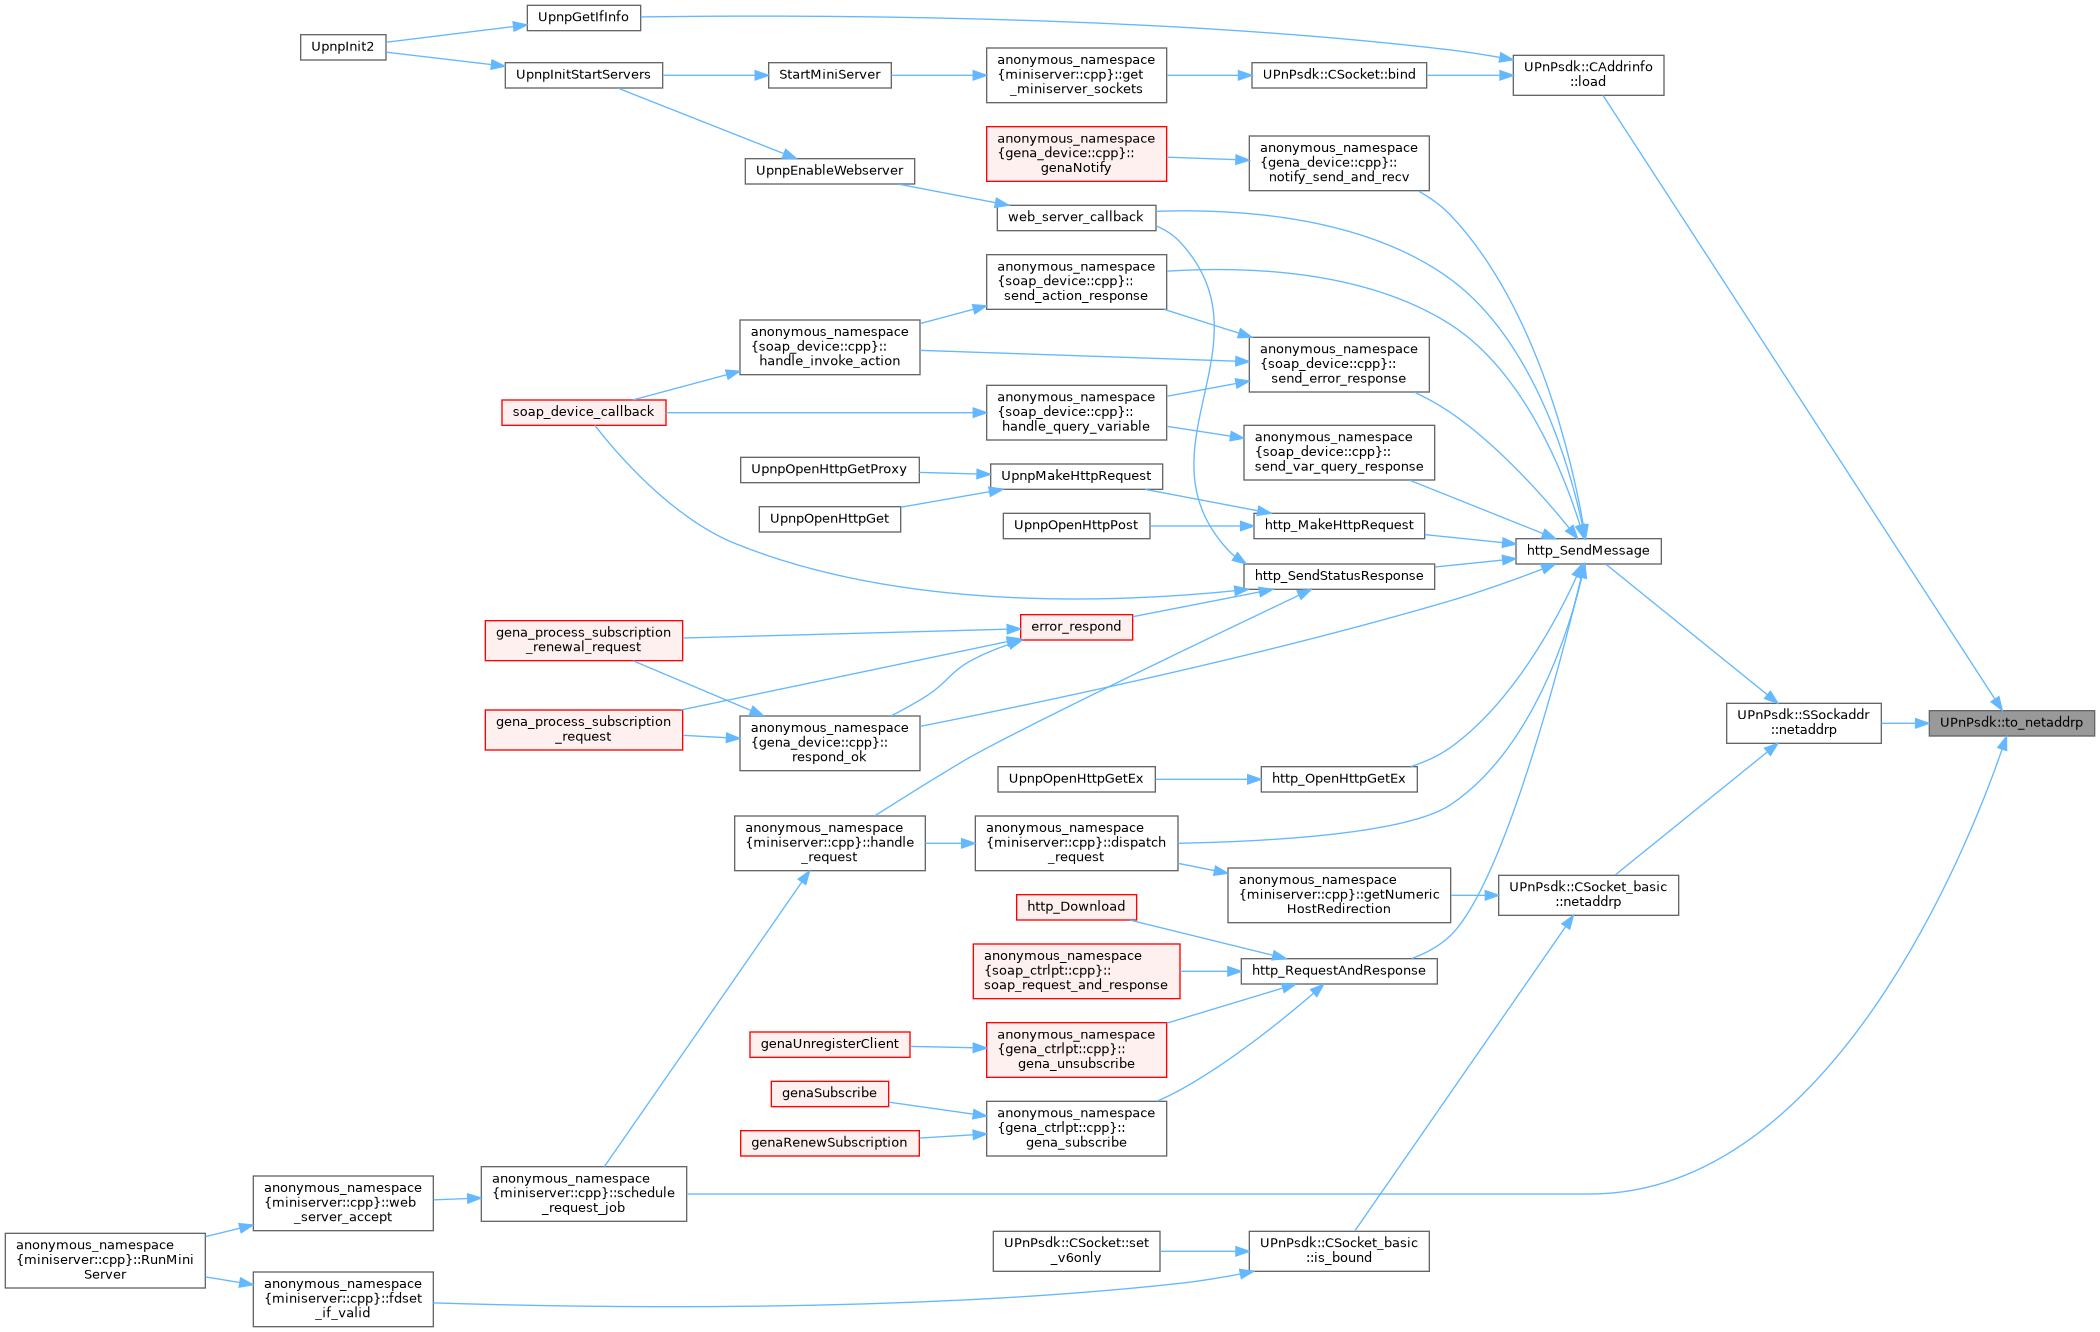 UpnpGetIfInfo
UpnpInit2
UPnPsdk::CAddrinfo
::load
UpnpInitStartServers
StartMiniServer
anonymous_namespace
{miniserver::cpp}::get
_miniserver_sockets
UPnPsdk::CSocket::bind
anonymous_namespace
{gena_device::cpp}::
genaNotify
anonymous_namespace
{gena_device::cpp}::
notify_send_and_recv
UpnpEnableWebserver
web_server_callback
anonymous_namespace
{soap_device::cpp}::
send_action_response
anonymous_namespace
{soap_device::cpp}::
handle_invoke_action
anonymous_namespace
{soap_device::cpp}::
send_error_response
soap_device_callback
anonymous_namespace
{soap_device::cpp}::
handle_query_variable
anonymous_namespace
{soap_device::cpp}::
send_var_query_response
UpnpOpenHttpGetProxy
UpnpMakeHttpRequest
UpnpOpenHttpGet
UpnpOpenHttpPost
http_MakeHttpRequest
http_SendMessage
http_SendStatusResponse
error_respond
gena_process_subscription
_renewal_request
gena_process_subscription
_request
anonymous_namespace
{gena_device::cpp}::
respond_ok
UPnPsdk::SSockaddr
::netaddrp
UPnPsdk::to_netaddrp
UpnpOpenHttpGetEx
http_OpenHttpGetEx
anonymous_namespace
{miniserver::cpp}::handle
_request
anonymous_namespace
{miniserver::cpp}::dispatch
_request
anonymous_namespace
{miniserver::cpp}::getNumeric
HostRedirection
UPnPsdk::CSocket_basic
::netaddrp
http_Download
anonymous_namespace
{soap_ctrlpt::cpp}::
soap_request_and_response
http_RequestAndResponse
genaUnregisterClient
anonymous_namespace
{gena_ctrlpt::cpp}::
gena_unsubscribe
genaSubscribe
anonymous_namespace
{gena_ctrlpt::cpp}::
gena_subscribe
genaRenewSubscription
anonymous_namespace
{miniserver::cpp}::schedule
_request_job
anonymous_namespace
{miniserver::cpp}::web
_server_accept
anonymous_namespace
{miniserver::cpp}::RunMini
Server
UPnPsdk::CSocket::set
_v6only
UPnPsdk::CSocket_basic
::is_bound
anonymous_namespace
{miniserver::cpp}::fdset
_if_valid